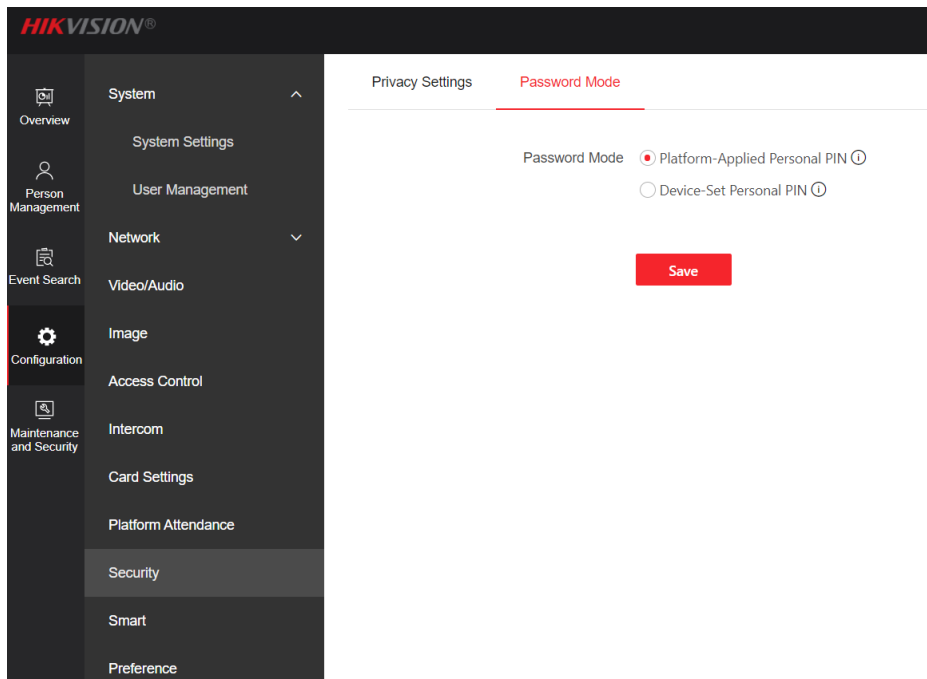 HIKVISION®
Overview
Person
Management
Event Search
Configuration
Maintenance
and Security
System
System Settings
User Management
Network
Video/Audio
Image
Access Control
Intercom
Card Settings
Platform Attendance
Security
Smart
Preference
Privacy Settings
Password Mode
Password Mode
Platform-Applied Personal PIN
Device-Set Personal PIN
Save